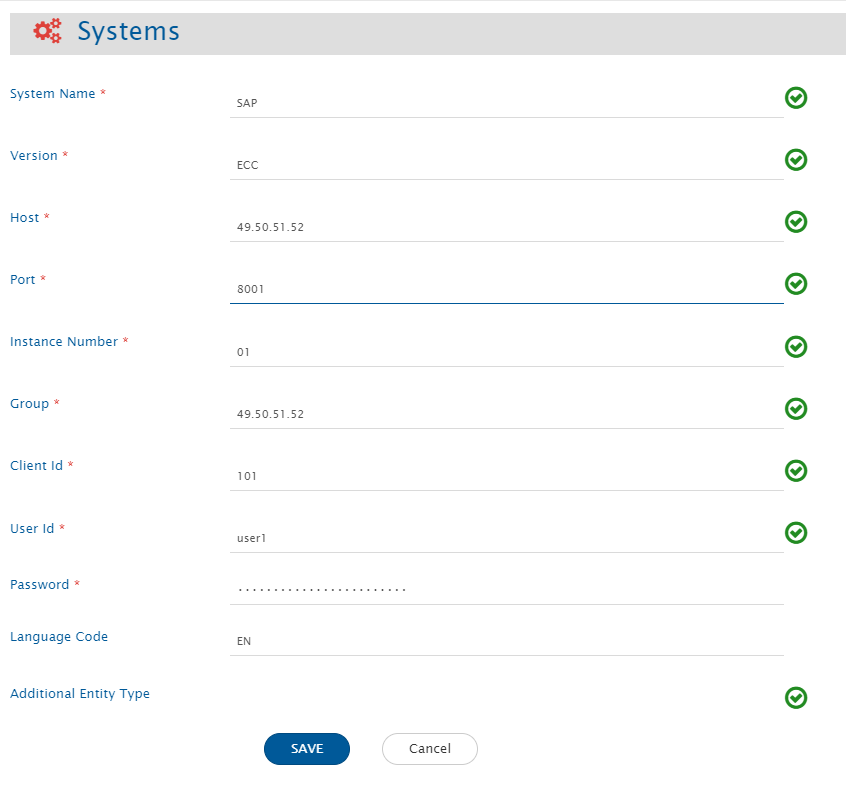 Systems
System Name *
SAP
Version *
ECC
Host *
49.50.51.52
Port *
8001
Instance Number *
01
Group *
49.50.51.52
Client Id *
101
User Id *
user1
Password *
........................
Language Code
EN
Additional Entity Type
SAVE
Cancel